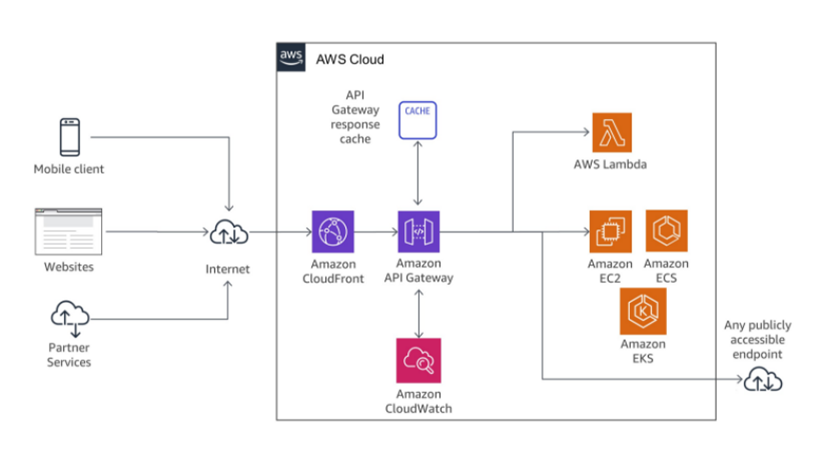 aws
AWS Cloud
API
Gateway
response
cache
CACHE
Mobile client
AWS Lambda
Websites
Internet
Amazon
CloudFront
Amazon
API Gateway
Amazon
EC2
Amazon
ECS
Amazon
EKS
K
Partner
Services
Amazon
CloudWatch
Any publicly
accessible
endpoint